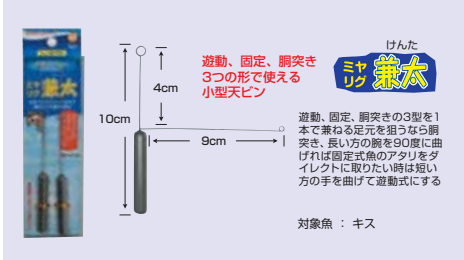 けんた
ミヤリグ 兼太
遊動、固定、胴突き
3つの形で使える
小型天ビン
4cm
10cm
9cm
遊動、固定、胴突きの3型を1
本で兼ねる足元を狙うなら胴
突き、長い方の腕を90度に曲
げれば固定式魚のアタリをダ
イレクトに取りたい時は短い
方の手を曲げて遊動式にする
対象魚 : キス
ミヤ
リグ
兼太